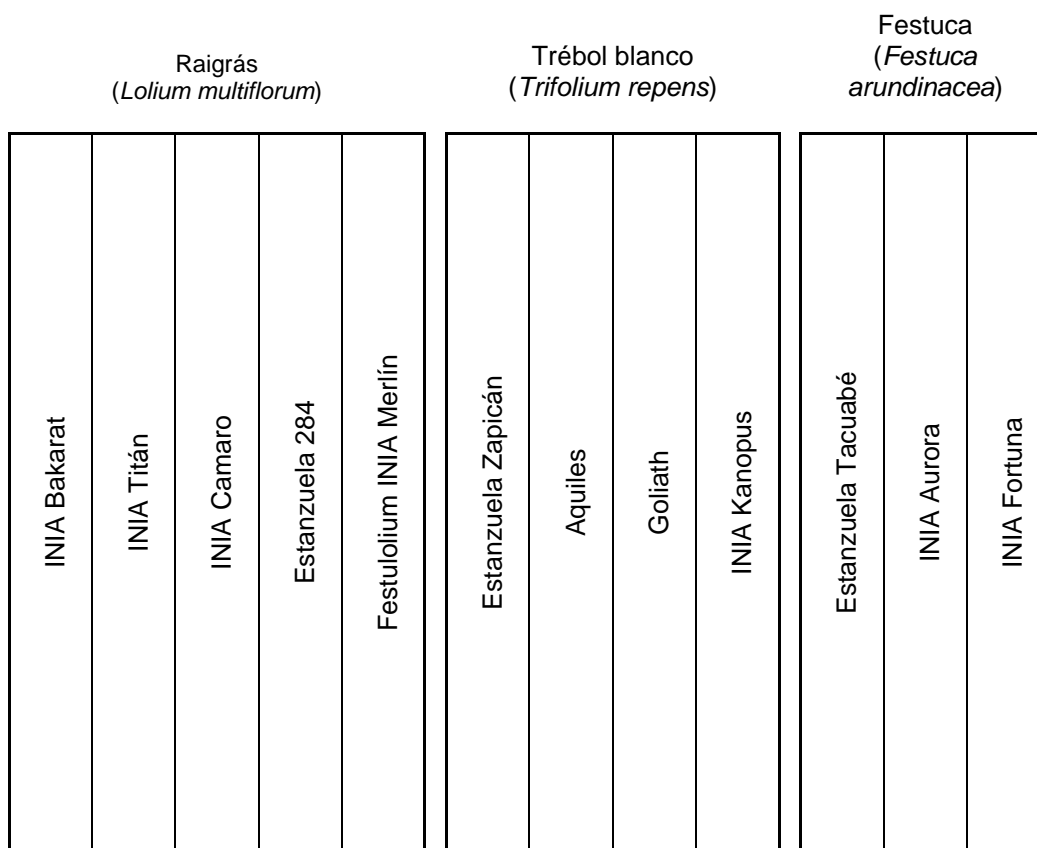 Raigrás
(Lolium multiflorum)
Trébol blanco
(Trifolium repens)
Festuca
(Festuca
arundinacea)
INIA Bakarat
INIA Titán
INIA Camaro
Estanzuela 284
Festulolium INIA Merlín
Estanzuela Zapicán
Aquiles
Goliath
INIA Kanopus
Estanzuela Tacuabé
INIA Aurora
INIA Fortuna